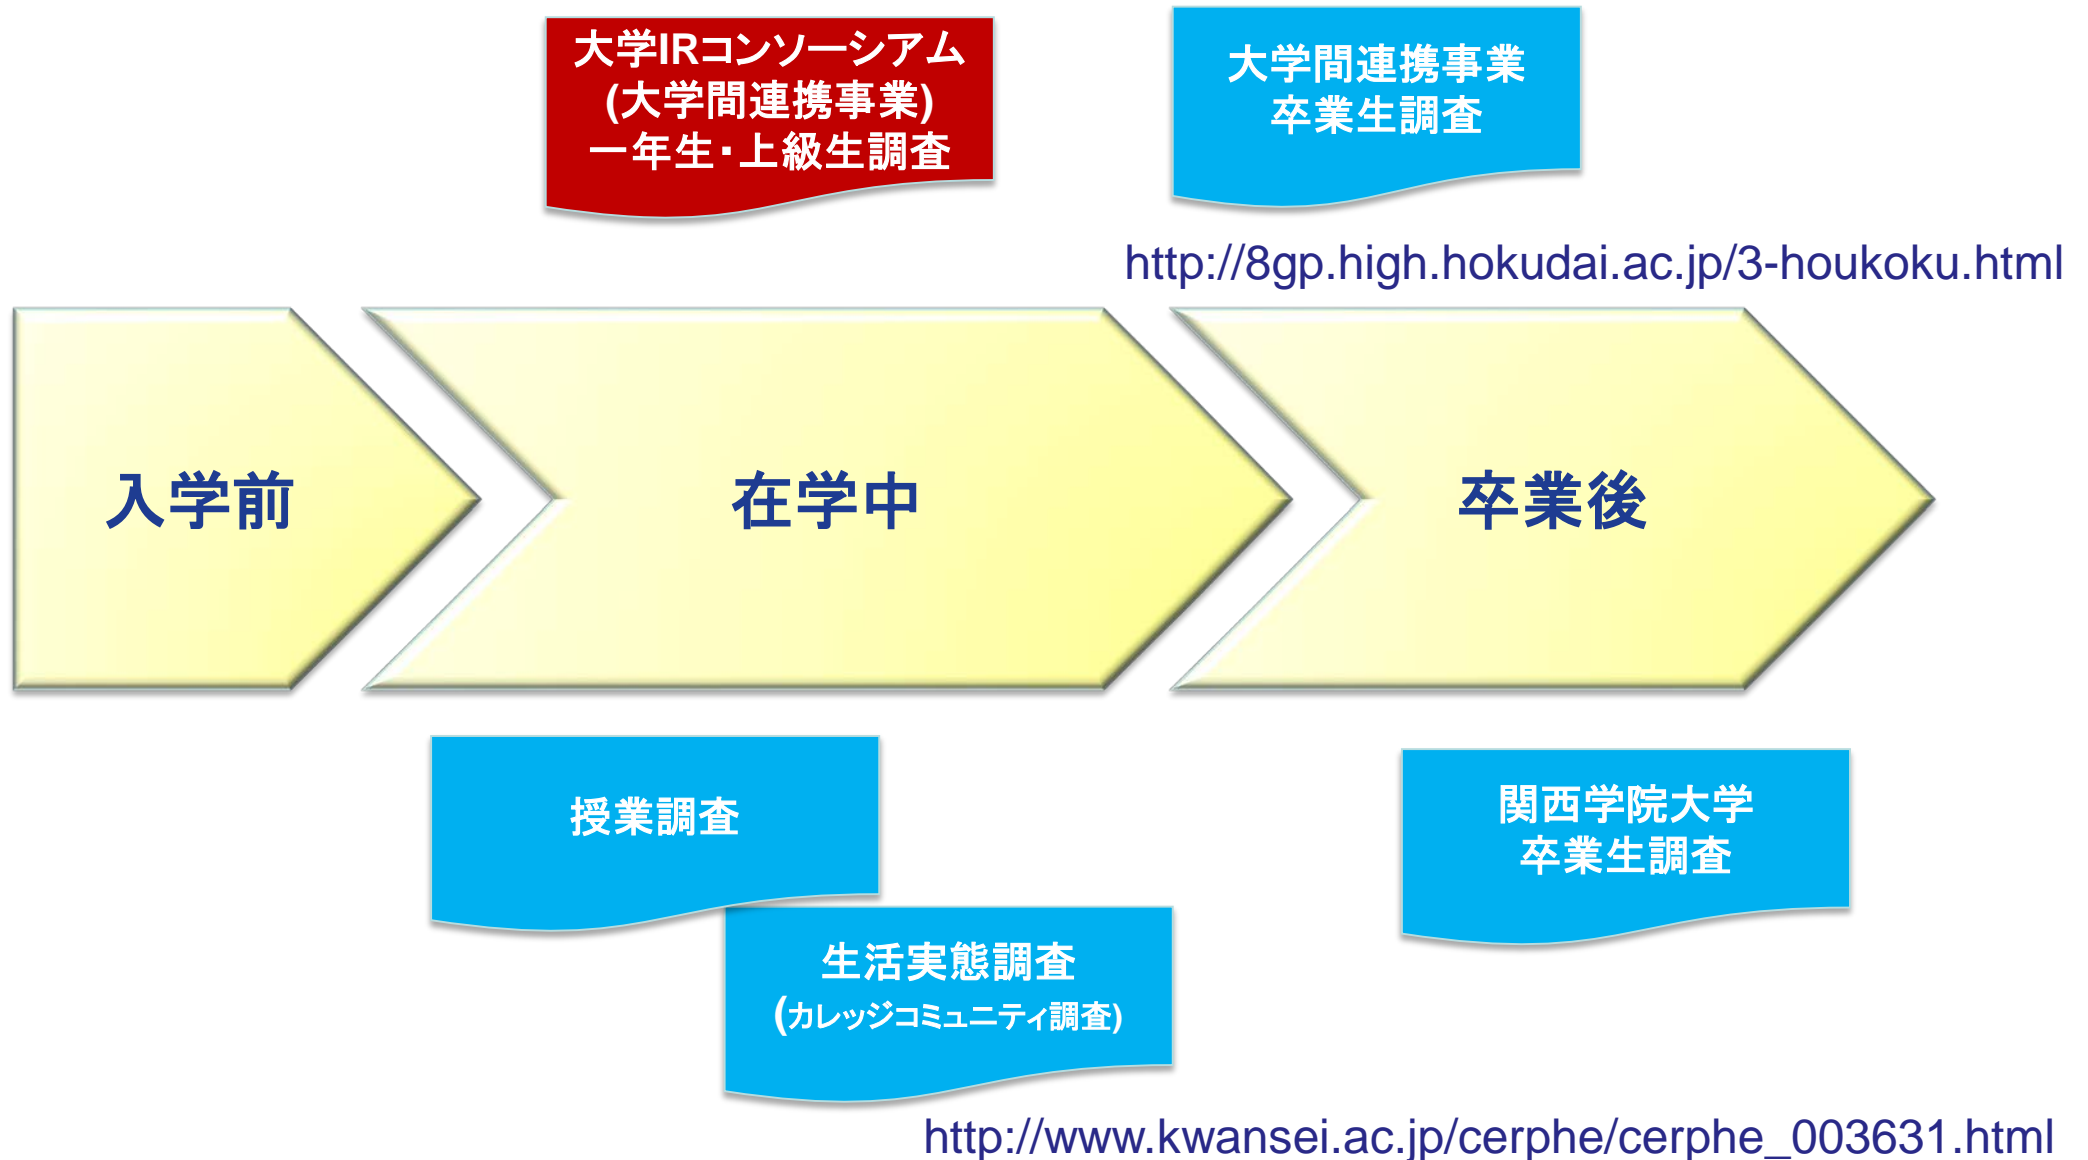 大学IRコンソーシアム
(大学間連携事業)
一年生・上級生調査
大学間連携事業
卒業生調査
http://8gp.high.hokudai.ac.jp/3-houkoku.html
入学前
在学中
卒業後
授業調査
生活実態調査
(カレッジコミュニティ調査)
関西学院大学
卒業生調査
http://www.kwansei.ac.jp/cerphe/cerphe_003631.html